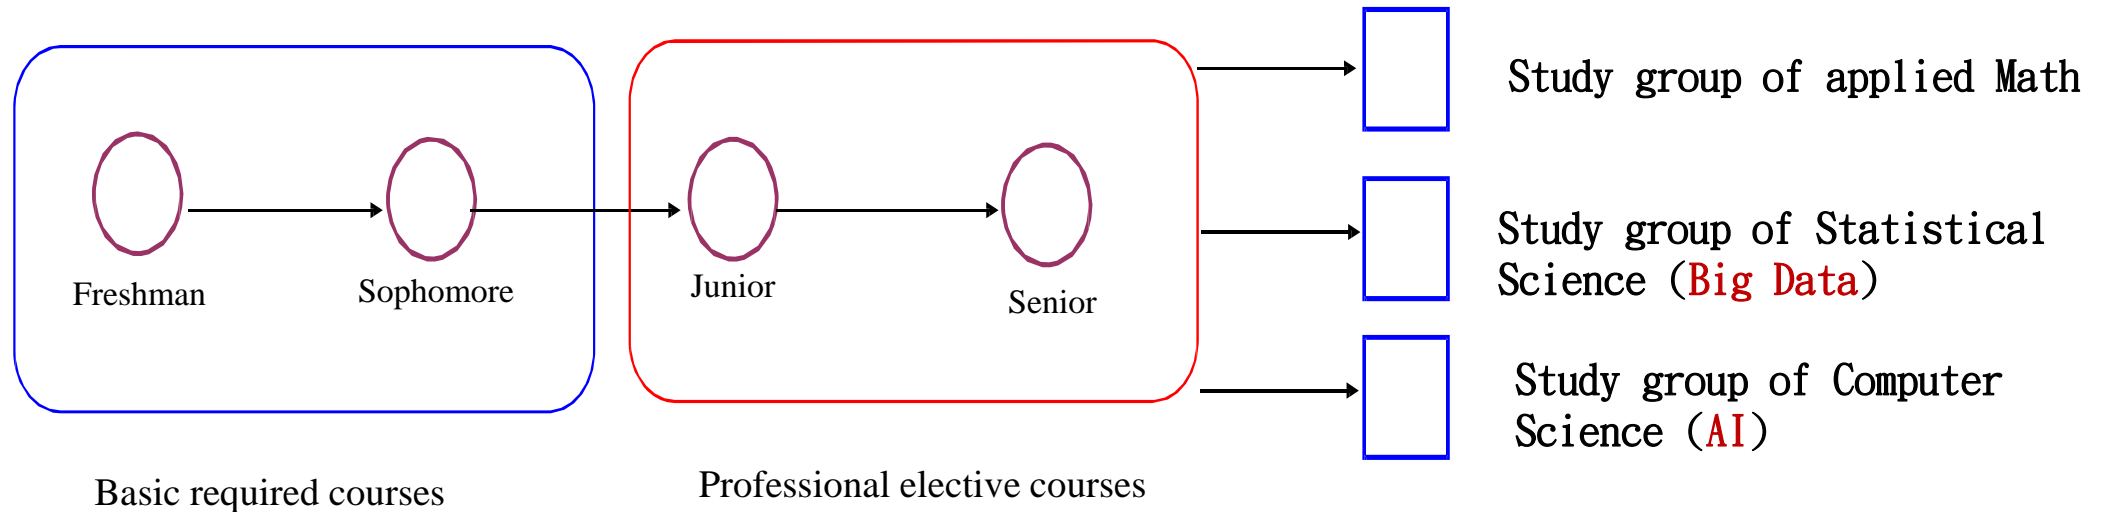 Freshman
Sophomore
Junior
Senior
Basic required courses
Professional elective courses
Study group of applied Math
Study group of Statistical
Science (Big Data)
Study group of Computer
Science (AI)